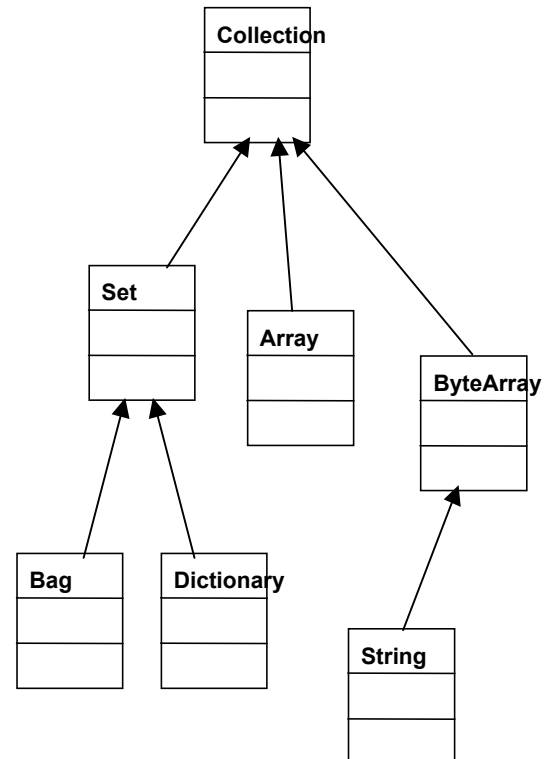 Collection
Set
Array
ByteArray
Bag
Dictionary
String